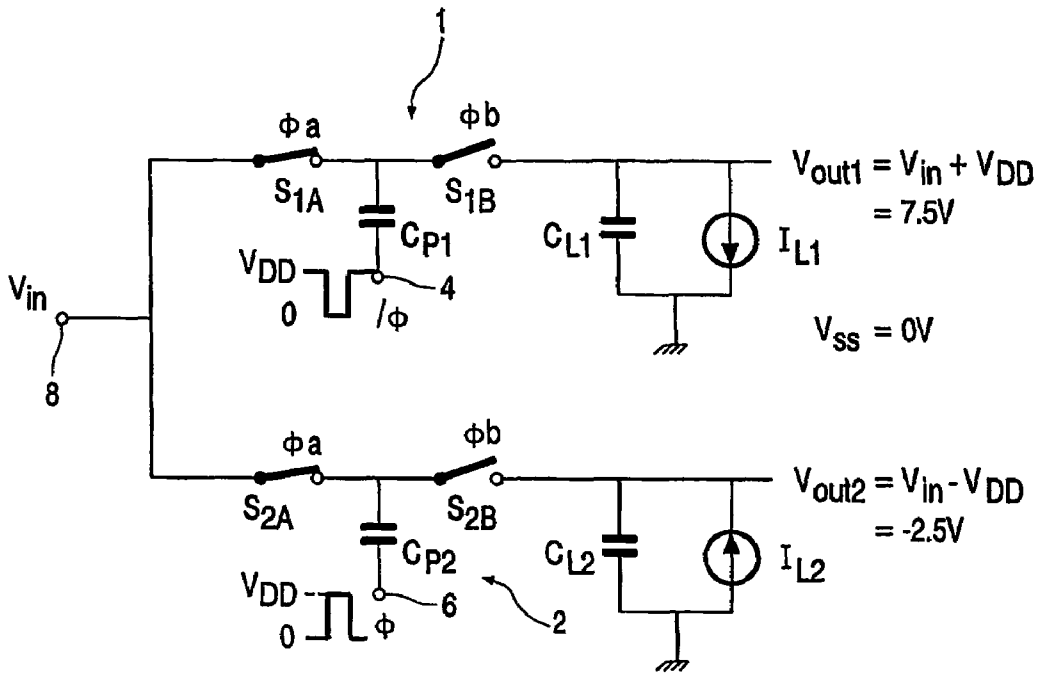 1
Φa
Φb
S1A
S1B
CP1
VDD
0
/Φ
4
CL1
IL1
Vout1 = Vin + VDD
= 7.5V
Vss = 0V
Vin
8
Φa
Φb
S2A
S2B
CP2
VDD
0
Φ
6
2
CL2
IL2
Vout2 = Vin - VDD
= -2.5V